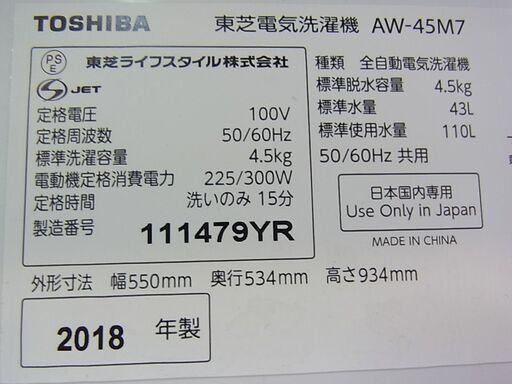 TOSHIBA 東芝電気洗濯機 AW-45M7
PS
E
東芝ライフスタイル株式会社
S JET
定格電圧 100V
定格周波数 50/60Hz
標準洗濯容量 4.5kg
電動機定格消費電力 225/300W
定格時間 洗いのみ 15分
製造番号 111479YR
種類 全自動電気洗濯機
標準脱水容量 4.5kg
標準水量 43L
標準使用水量 110L
50/60Hz 共用
日本国内専用
Use Only in Japan
MADE IN CHINA
外形寸法 幅550mm 奥行534mm 高さ934mm
2018 年製